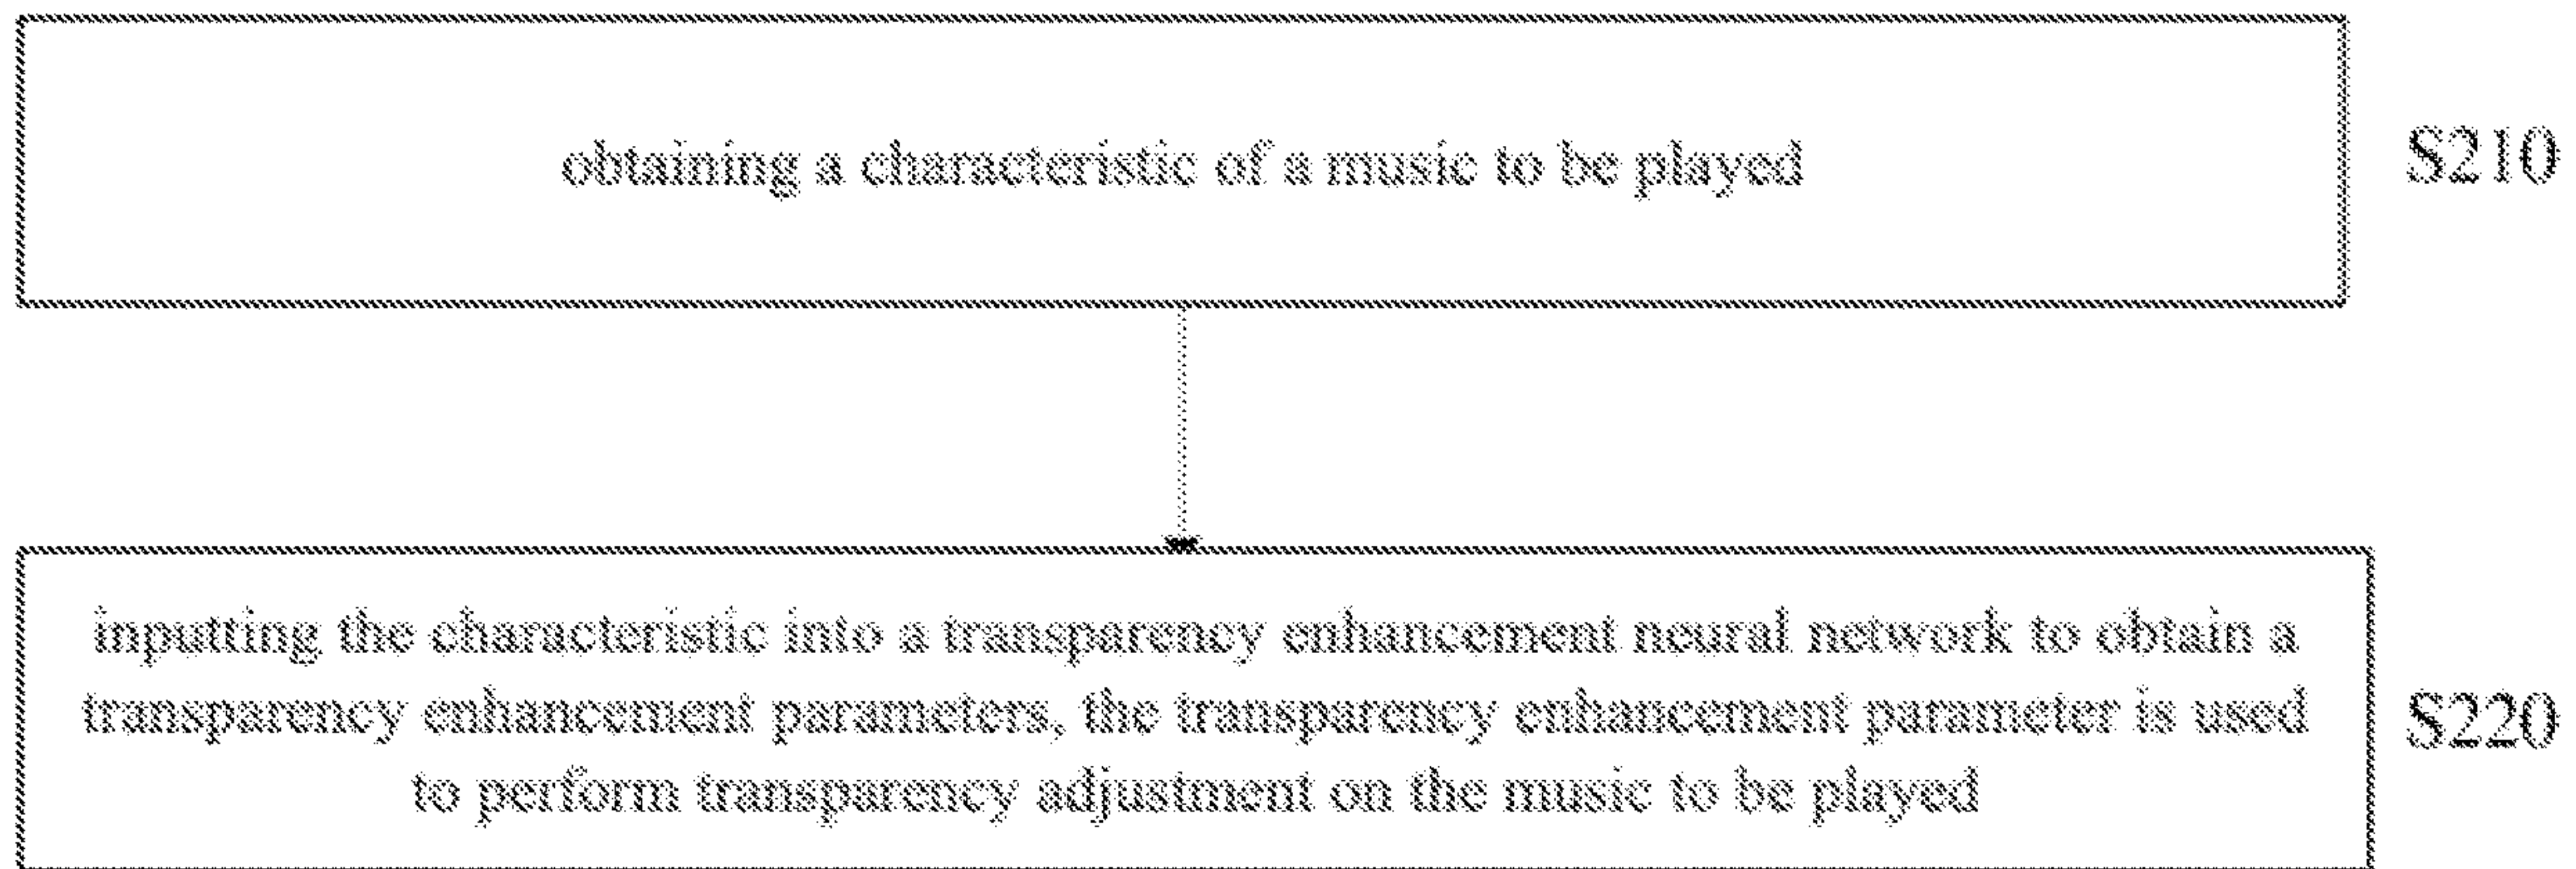 obtaining a characteristic of a music to be played
S210
inputting the characteristic into a transparency enhancement neural network to obtain a
transparency enhancement parameters, the transparency enhancement parameter is used
to perform transparency adjustment on the music to be played
S220